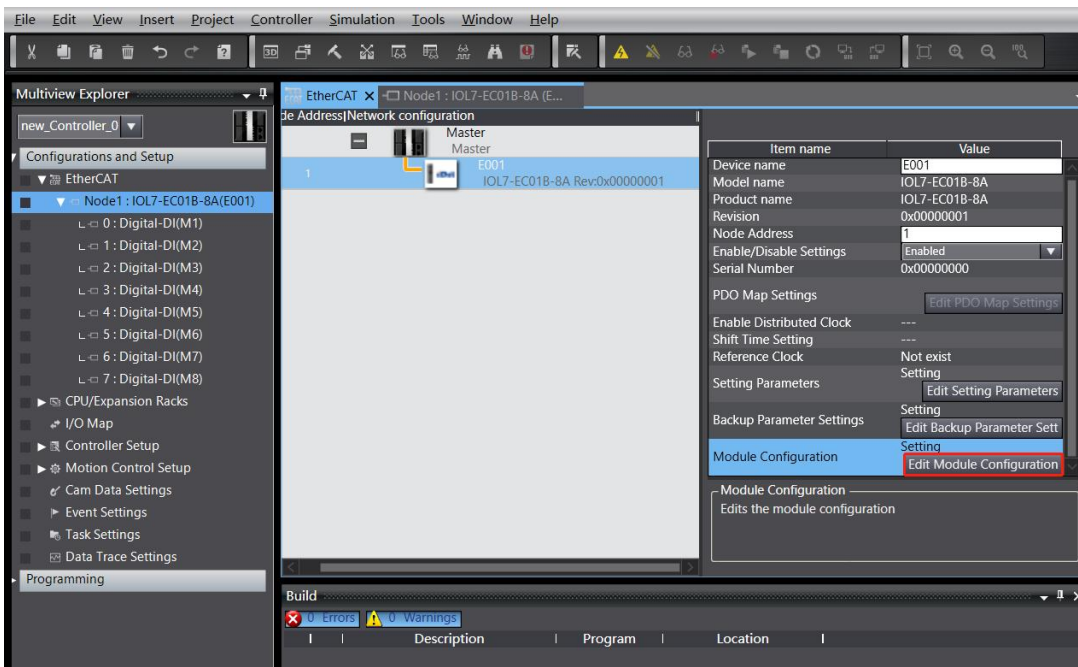 File Edit View Insert Project Controller Simulation Tools Window Help
Multiview Explorer
new_Controller_0
Configurations and Setup
EtherCAT
Node1 : IOL7-EC01B-8A(E001)
0 : Digital-DI(M1)
1 : Digital-DI(M2)
2 : Digital-DI(M3)
3 : Digital-DI(M4)
4 : Digital-DI(M5)
5 : Digital-DI(M6)
6 : Digital-DI(M7)
7 : Digital-DI(M8)
CPU/Expansion Racks
I/O Map
Controller Setup
Motion Control Setup
Cam Data Settings
Event Settings
Task Settings
Data Trace Settings
Programming
EtherCAT Node1 : IOL7-EC01B-8A (E...
de Address|Network configuration
Master
Master
1 E001
IOL7-EC01B-8A Rev:0x00000001
Item name Value
Device name E001
Model name IOL7-EC01B-8A
Product name IOL7-EC01B-8A
Revision 0x00000001
Node Address 1
Enable/Disable Settings Enabled
Serial Number 0x00000000
PDO Map Settings Edit PDO Map Settings
Enable Distributed Clock ---
Shift Time Setting ---
Reference Clock Not exist
Setting Parameters Setting
Edit Setting Parameters
Backup Parameter Settings Setting
Edit Backup Parameter Sett
Module Configuration Setting
Edit Module Configuration
Module Configuration
Edits the module configuration
Build
0 Errors 0 Warnings
Description Program Location